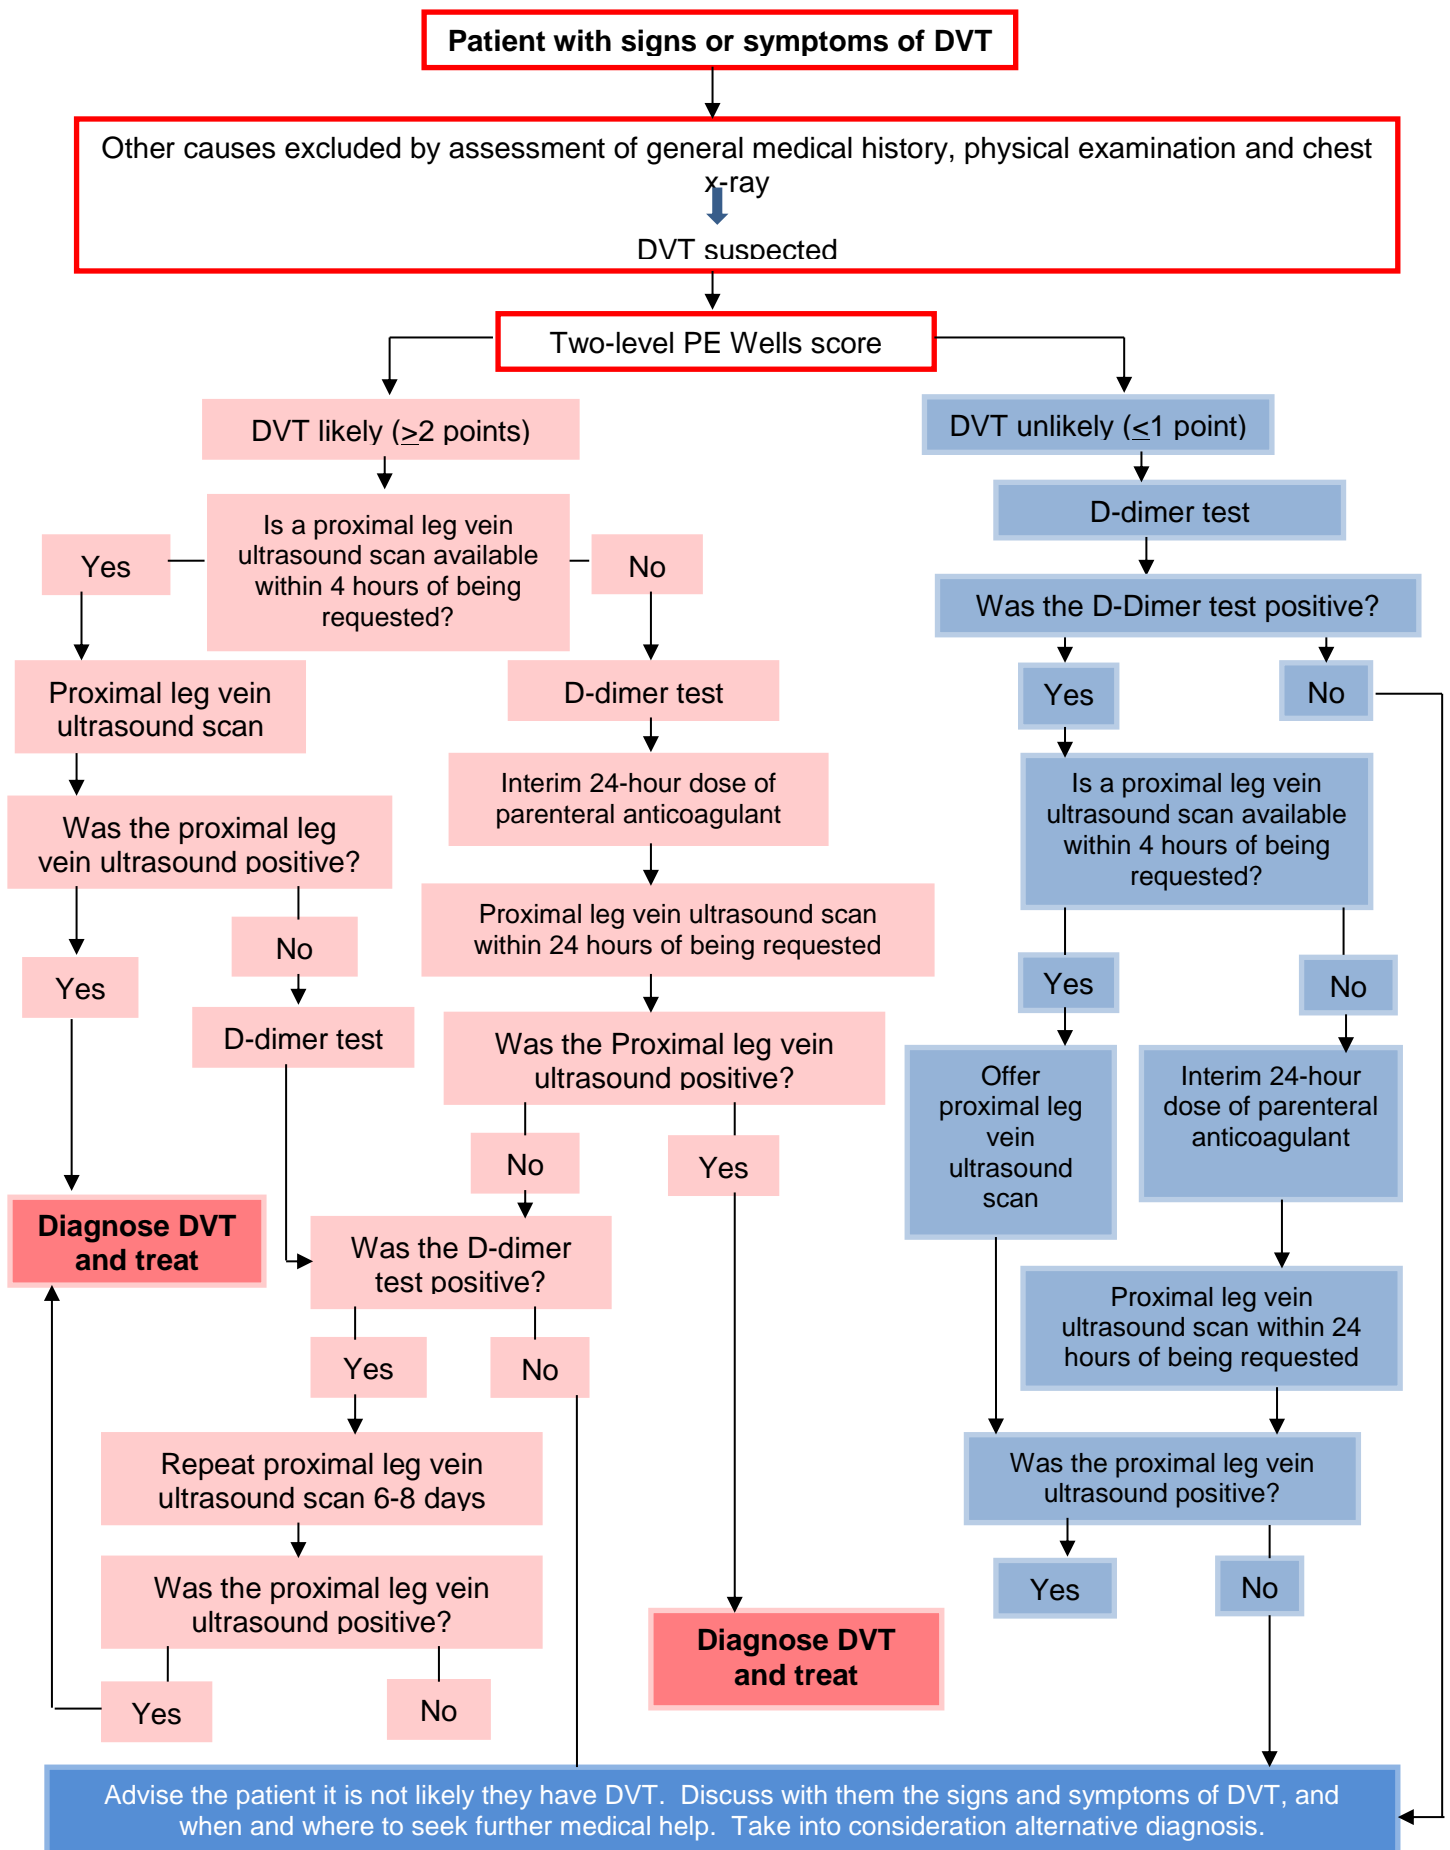 Patient with signs or symptoms of DVT
Other causes excluded by assessment of general medical history, physical examination and chest
x-ray
DVT suspected
Two-level PE Wells score
DVT likely (≥2 points)
Is a proximal leg vein
ultrasound scan available
within 4 hours of being
requested?
Yes
No
Proximal leg vein
ultrasound scan
Was the proximal leg
vein ultrasound positive?
Yes
No
D-dimer test
Diagnose DVT
and treat
D-dimer test
Interim 24-hour dose of
parenteral anticoagulant
Proximal leg vein ultrasound scan
within 24 hours of being requested
Was the Proximal leg vein
ultrasound positive?
No
Yes
Was the D-dimer
test positive?
Yes
No
Repeat proximal leg vein
ultrasound scan 6-8 days
Was the proximal leg vein
ultrasound positive?
Yes
No
Diagnose DVT
and treat
DVT unlikely (≤1 point)
D-dimer test
Was the D-Dimer test positive?
Yes
No
Is a proximal leg vein
ultrasound scan available
within 4 hours of being
requested?
Yes
No
Offer
proximal leg
vein
ultrasound
scan
Interim 24-hour
dose of parenteral
anticoagulant
Proximal leg vein
ultrasound scan within 24
hours of being requested
Was the proximal leg vein
ultrasound positive?
Yes
No
Advise the patient it is not likely they have DVT.  Discuss with them the signs and symptoms of DVT, and
when and where to seek further medical help.  Take into consideration alternative diagnosis.